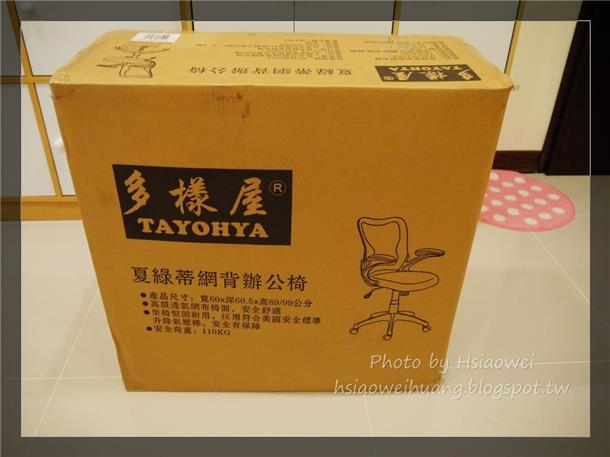 夏綠蒂網背辦公椅
多樣屋®
TAYOHYA
多樣屋®
TAYOHYA
夏綠蒂網背辦公椅
●產品尺寸：寬60x深60.5x高89/99公分
●高級透氣網布椅面，安全舒適
●坐椅堅固耐用，採用符合美國安全標準
升降氣壓棒，安全有保障
●安全荷重：110KG
Photo by Hsiaowei
hsiaoweihuang.blogspot.tw